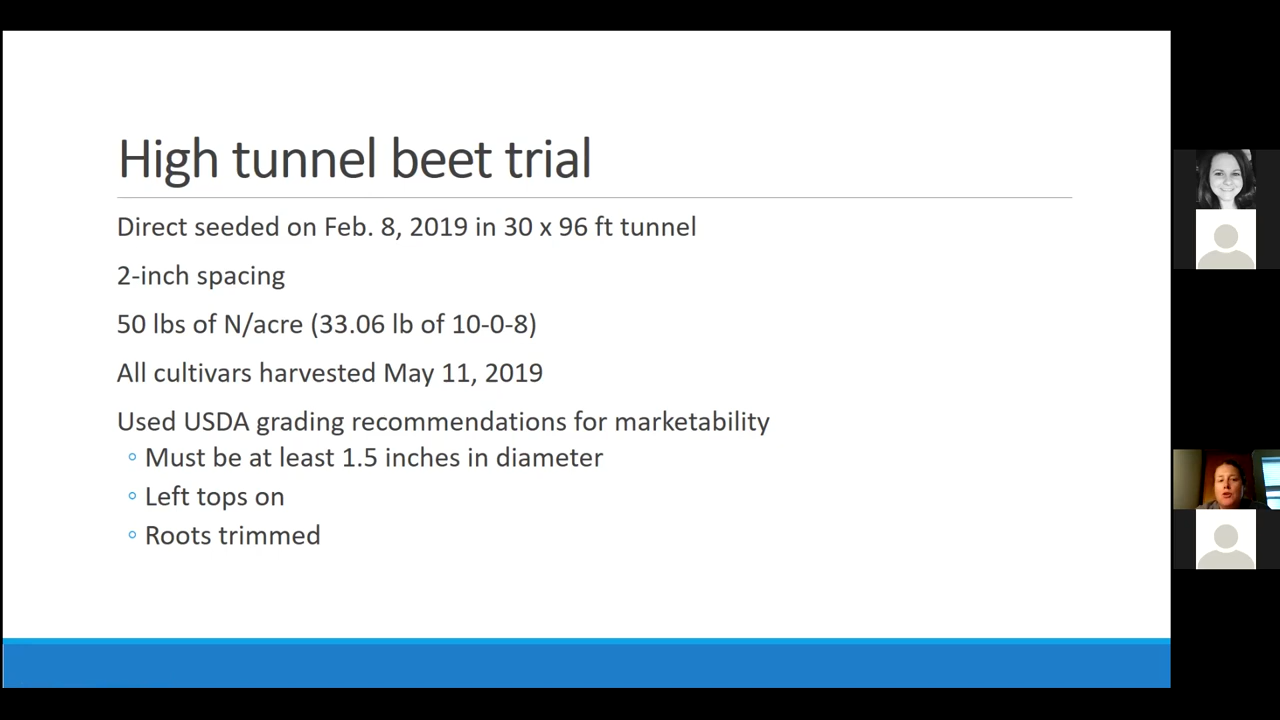 High tunnel beet trial
Direct seeded on Feb. 8, 2019 in 30 x 96 ft tunnel
2-inch spacing
50 lbs of N/acre (33.06 lb of 10-0-8)
All cultivars harvested May 11, 2019
Used USDA grading recommendations for marketability
Must be at least 1.5 inches in diameter
Left tops on
Roots trimmed